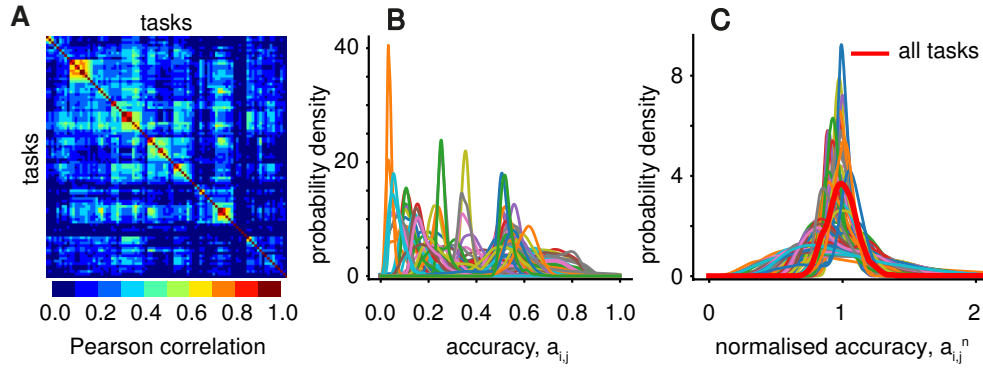 A
tasks
tasks
0.0 0.2 0.4 0.6 0.8 1.0
Pearson correlation
B
probability density
40
20
0
0.0 0.2 0.4 0.6 0.8 1.0
accuracy, a_{i,j}
C
all tasks
probability density
8
4
0
0 1 2
normalised accuracy, a_{i,j}^n